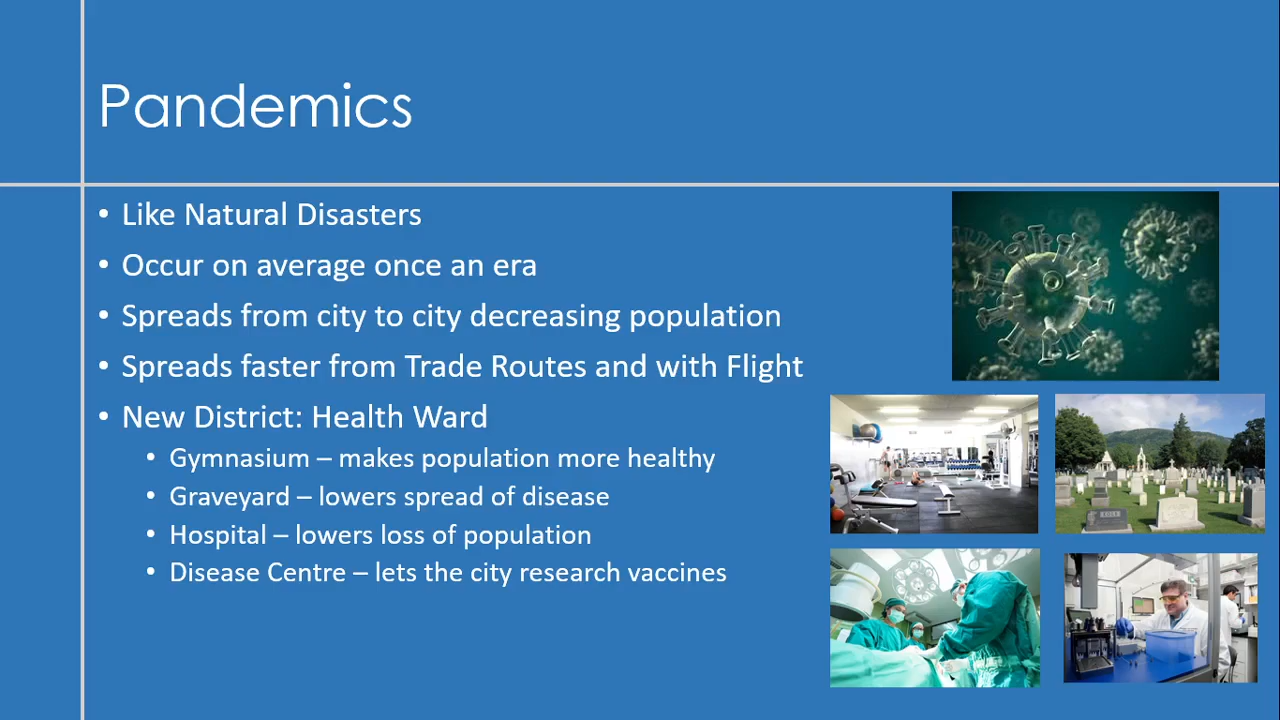 Pandemics
• Like Natural Disasters
• Occur on average once an era
• Spreads from city to city decreasing population
• Spreads faster from Trade Routes and with Flight
• New District: Health Ward
• Gymnasium – makes population more healthy
• Graveyard – lowers spread of disease
• Hospital – lowers loss of population
• Disease Centre – lets the city research vaccines